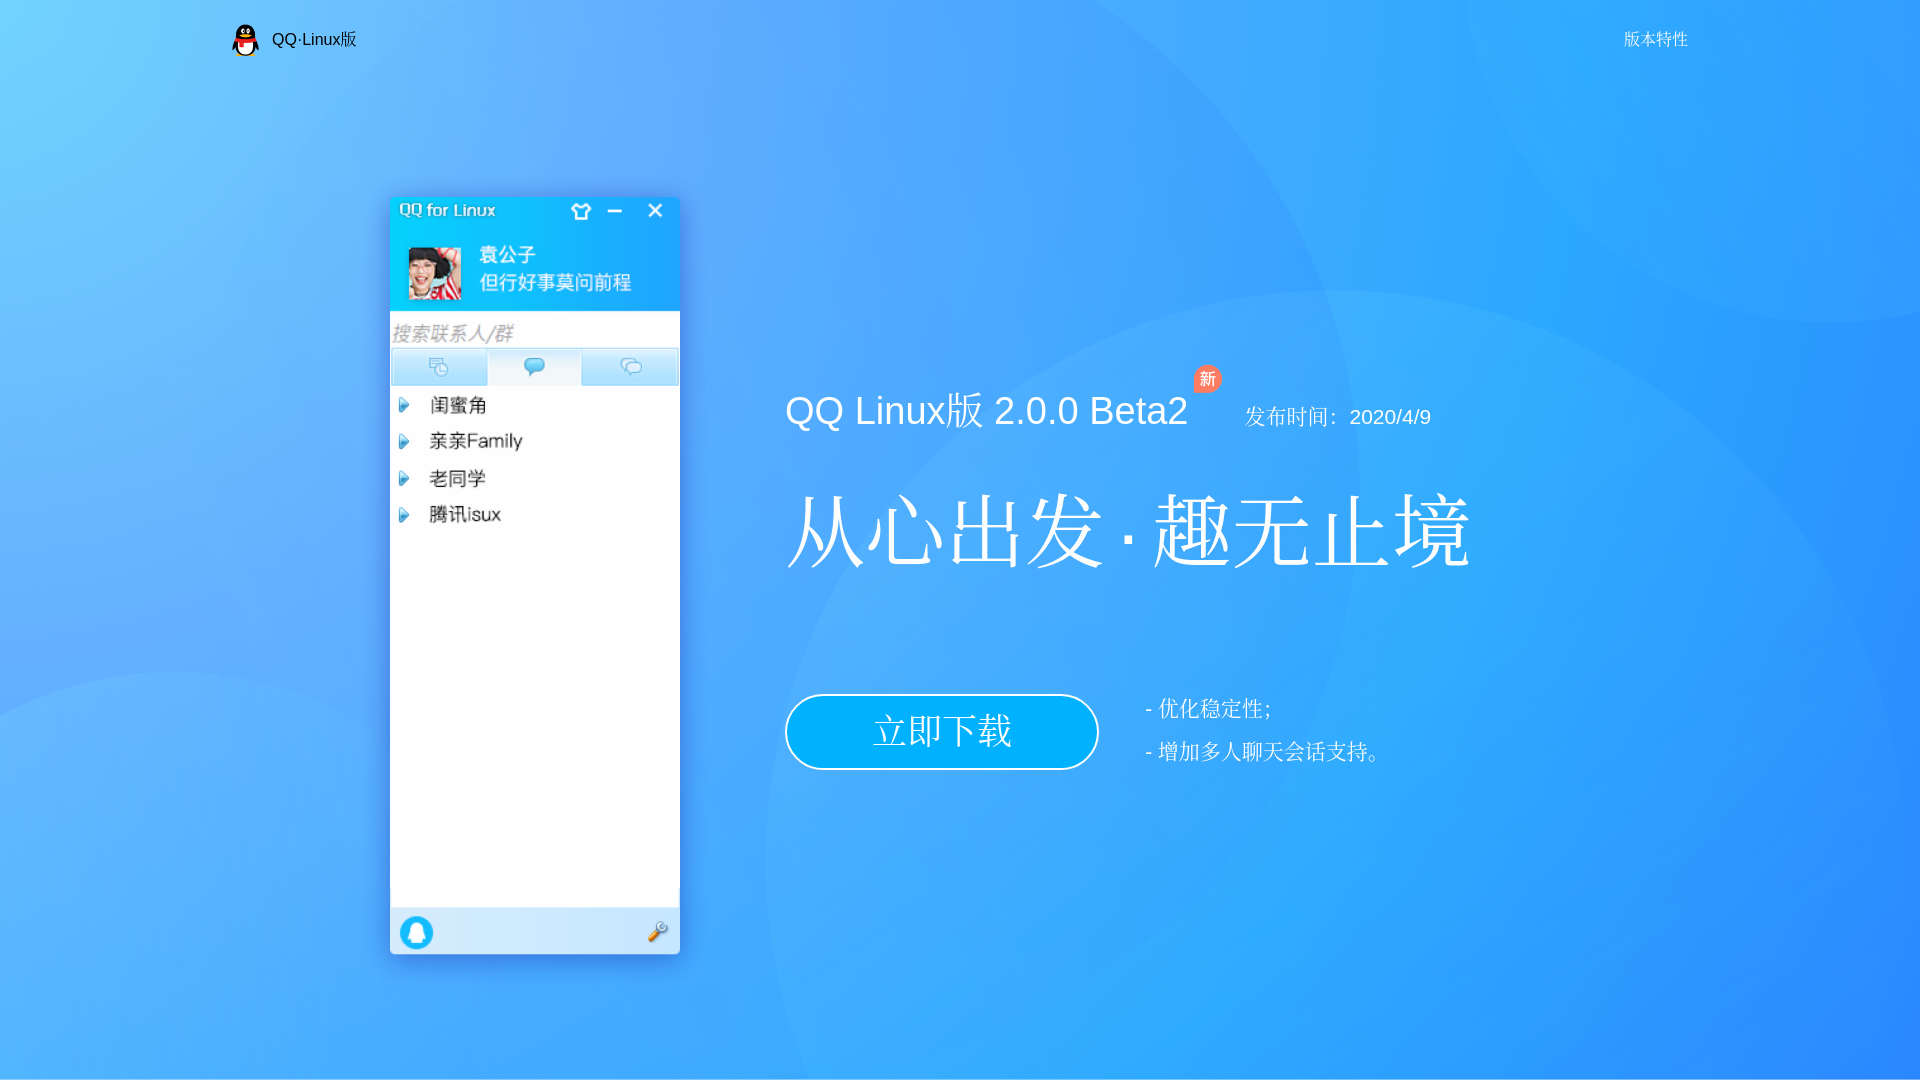 QQ·Linux版
版本特性
QQ for Linux
袁公子
但行好事莫问前程
搜索联系人/群
闺蜜角
亲亲Family
老同学
腾讯isux
QQ Linux版 2.0.0 Beta2
新
发布时间：2020/4/9
从心出发 · 趣无止境
立即下载
- 优化稳定性；
- 增加多人聊天会话支持。